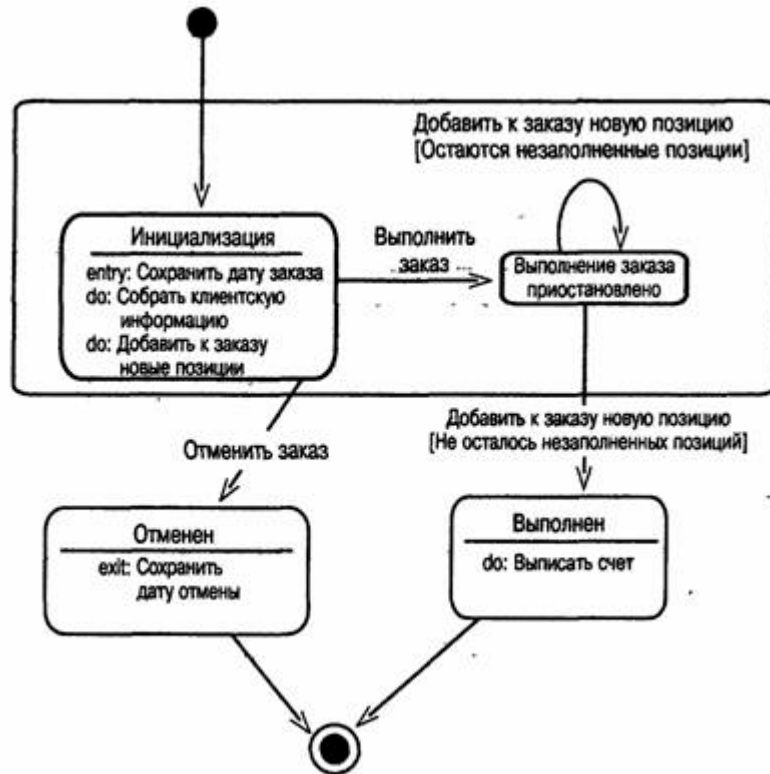 Добавить к заказу новую позицию
[Остаются незаполненные позиции]
Инициализация
entry: Сохранить дату заказа
do: Собрать клиентскую
информацию
do: Добавить к заказу
новые позиции
Выполнить
заказ ...
Выполнение заказа
приостановлено
Отменить заказ
Добавить к заказу новую позицию
[Не осталось незаполненных позиций]
Отменен
exit: Сохранить
дату отмены
Выполнен
do: Выписать счет